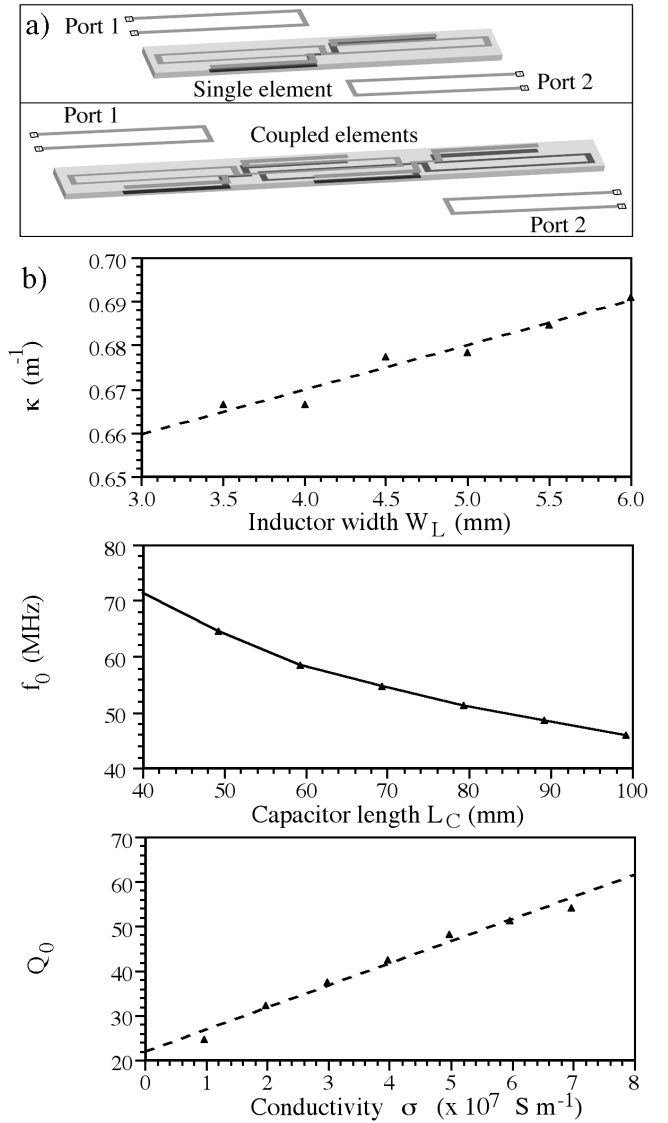 a)
Port 1
Single element
Port 2
Port 1
Coupled elements
Port 2
b)
0.70
0.69
0.68
0.67
0.66
0.65
κ (m⁻¹)
3.0 3.5 4.0 4.5 5.0 5.5 6.0
Inductor width W_L (mm)
80
70
60
50
40
f₀ (MHz)
40 50 60 70 80 90 100
Capacitor length L_C (mm)
70
60
50
40
30
20
Q₀
0 1 2 3 4 5 6 7 8
Conductivity σ (x 10⁷ S m⁻¹)